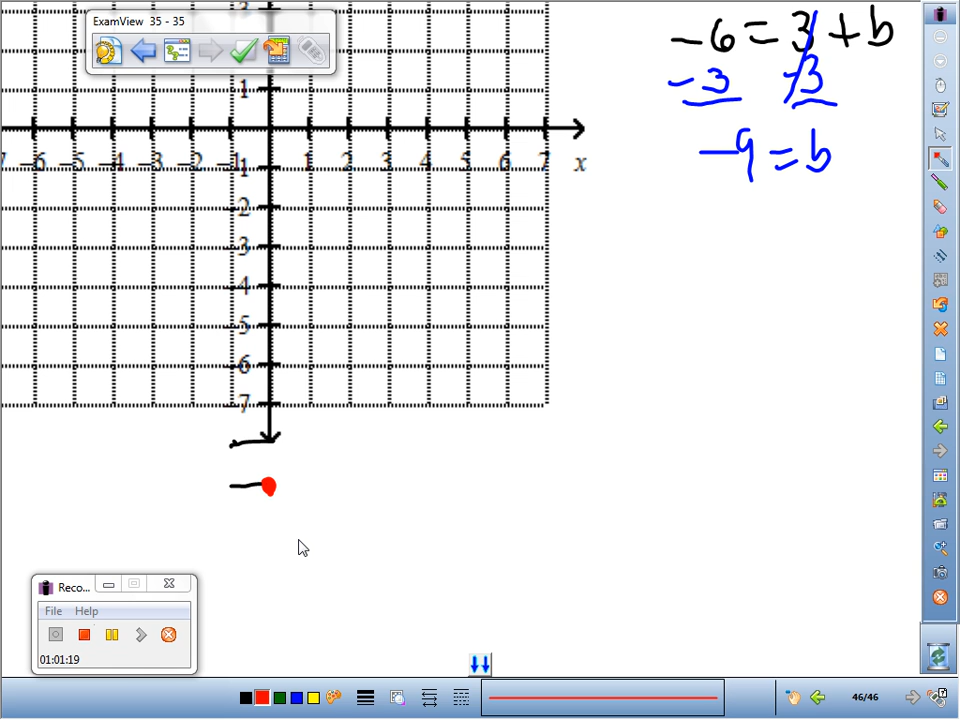 ExamView 35 - 35
-6 = 3 + b
-3 -3
-9 = b
1
7 -6 -5 -4 -3 -2 -1 1 2 3 4 5 6 7 x
-1
-2
-3
-4
-5
-6
-7
Reco...
File Help
01:01:19
46/46